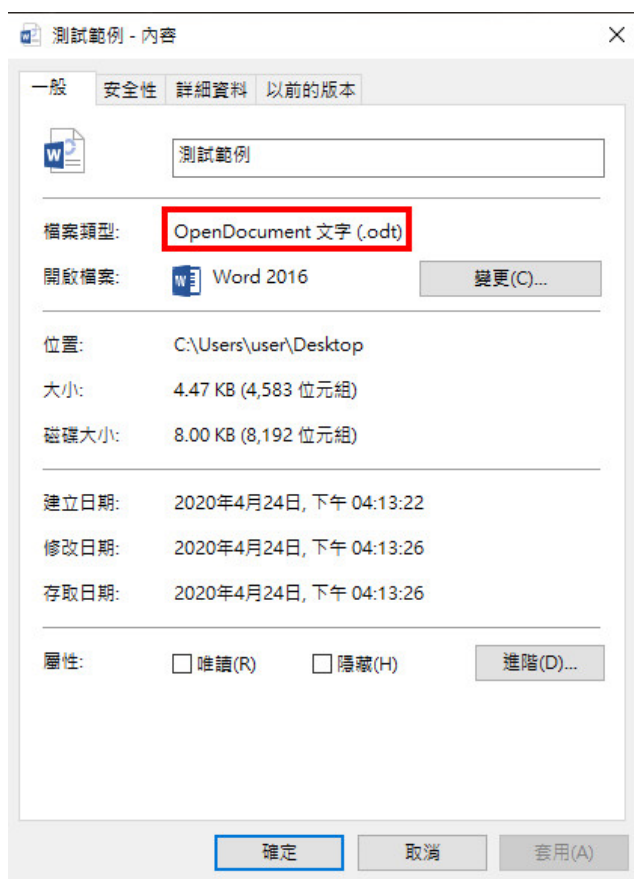 測試範例 - 內容
一般 安全性 詳細資料 以前的版本
測試範例
檔案類型: OpenDocument 文字 (.odt)
開啟檔案: Word 2016 變更(C)...
位置: C:\Users\user\Desktop
大小: 4.47 KB (4,583 位元組)
磁碟大小: 8.00 KB (8,192 位元組)
建立日期: 2020年4月24日, 下午 04:13:22
修改日期: 2020年4月24日, 下午 04:13:26
存取日期: 2020年4月24日, 下午 04:13:26
屬性: 唯讀(R) 隱藏(H) 進階(D)...
確定 取消 套用(A)